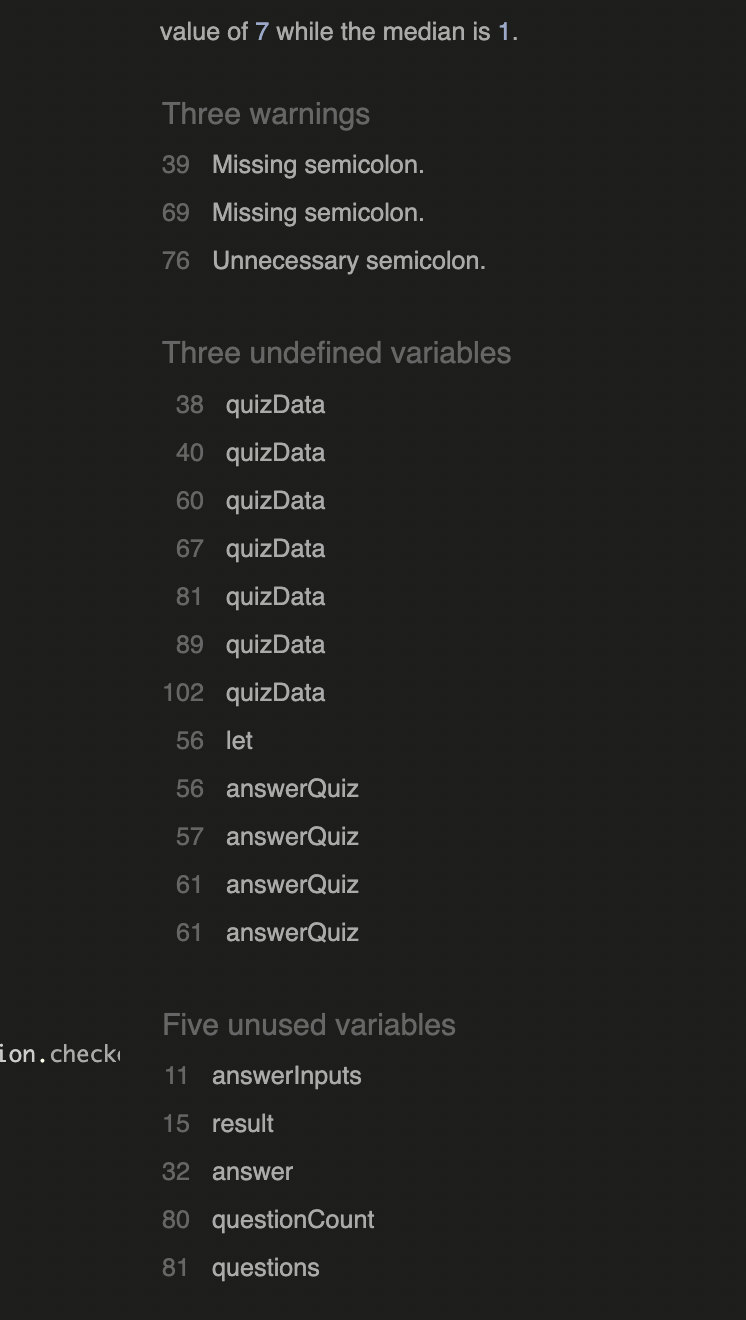 value of 7 while the median is 1.
Three warnings
39 Missing semicolon.
69 Missing semicolon.
76 Unnecessary semicolon.
Three undefined variables
38 quizData
40 quizData
60 quizData
67 quizData
81 quizData
89 quizData
102 quizData
56 let
56 answerQuiz
57 answerQuiz
61 answerQuiz
61 answerQuiz
Five unused variables
ion.check
11 answerInputs
15 result
32 answer
80 questionCount
81 questions